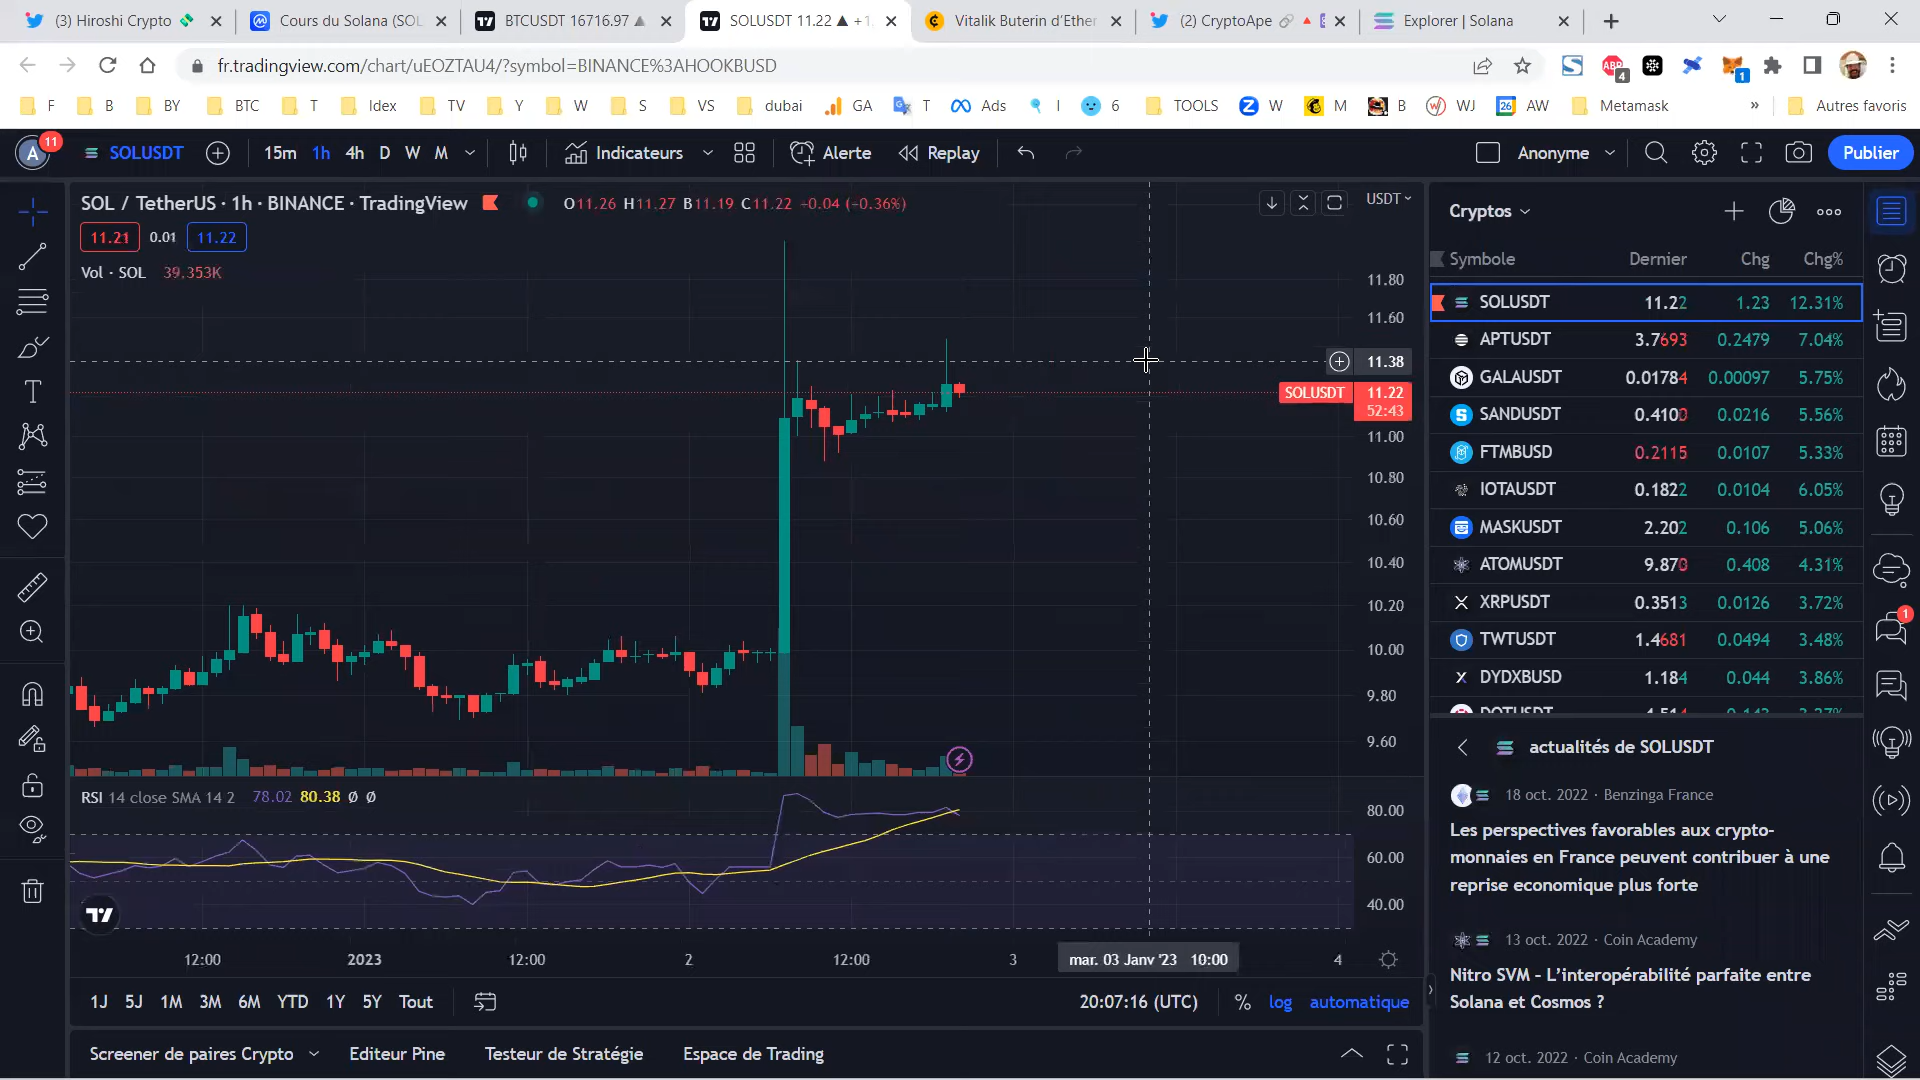 (3) Hiroshi Crypto
Cours du Solana (SOL
BTCUSDT 16716.97 ▲
SOLUSDT 11.22 ▲ +1.
Vitalik Buterin d'Ether
(2) CryptoApe
Explorer | Solana
fr.tradingview.com/chart/uEOZTAU4/?symbol=BINANCE%3AHOOKBUSD
ABP 4
1
F
B
BY
BTC
T
Idex
TV
Y
W
S
VS
dubai
GA
T
Ads
I
6
TOOLS
W
M
B
WJ
26 AW
Metamask
»
Autres favoris
A 11
SOLUSDT
15m 1h 4h D W M
Indicateurs
Alerte
Replay
Anonyme
Publier
SOL / TetherUS · 1h · BINANCE · TradingView
O11.26 H11.27 B11.19 C11.22 +0.04 (−0.36%)
USDT
11.21 0.01 11.22
Vol · SOL 39.353K
11.80
11.60
11.38
SOLUSDT 11.22
52:43
11.00
10.80
10.60
10.40
10.20
10.00
9.80
9.60
RSI 14 close SMA 14 2 78.02 80.38 Ø Ø
80.00
60.00
40.00
12:00
2023
12:00
2
12:00
3
mar. 03 Janv '23 10:00
4
1J 5J 1M 3M 6M YTD 1Y 5Y Tout
20:07:16 (UTC) % log automatique
Screener de paires Crypto
Editeur Pine
Testeur de Stratégie
Espace de Trading
Cryptos
Symbole Dernier Chg Chg%
SOLUSDT 11.22 1.23 12.31%
APTUSDT 3.7693 0.2479 7.04%
GALAUSDT 0.01784 0.00097 5.75%
SANDUSDT 0.4100 0.0216 5.56%
FTMBUSD 0.2115 0.0107 5.33%
IOTAUSDT 0.1822 0.0104 6.05%
MASKUSDT 2.202 0.106 5.06%
ATOMUSDT 9.870 0.408 4.31%
XRPUSDT 0.3513 0.0126 3.72%
TWTUSDT 1.4681 0.0494 3.48%
DYDXBUSD 1.184 0.044 3.86%
DOTUSDT
actualités de SOLUSDT
18 oct. 2022 · Benzinga France
Les perspectives favorables aux crypto-
monnaies en France peuvent contribuer à une
reprise economique plus forte
13 oct. 2022 · Coin Academy
Nitro SVM – L'interopérabilité parfaite entre
Solana et Cosmos ?
12 oct. 2022 · Coin Academy
1